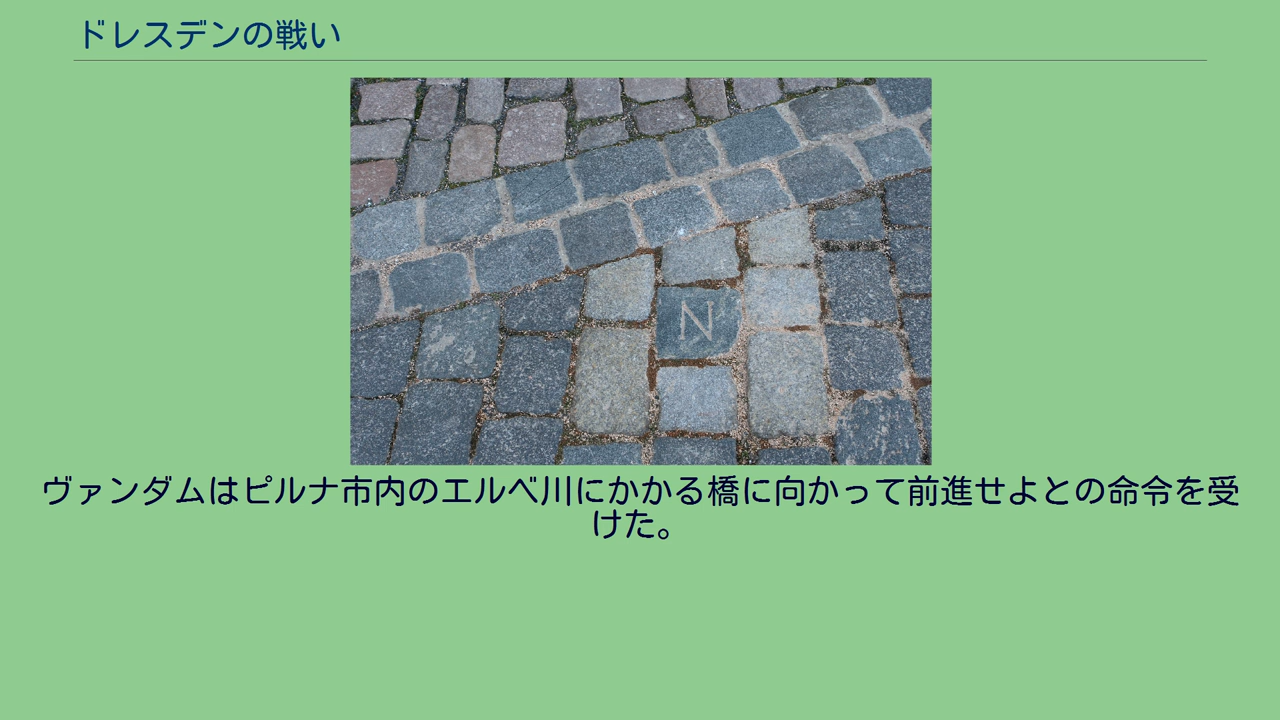 ドレスデンの戦い
N
ヴァンダムはピルナ市内のエルベ川にかかる橋に向かって前進せよとの命令を受
けた。